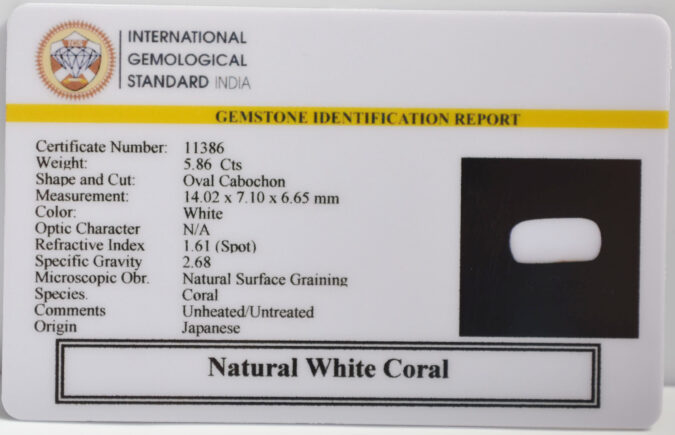 INTERNATIONAL
GEMOLOGICAL
STANDARD INDIA
GEMSTONE IDENTIFICATION REPORT
Certificate Number: 11386
Weight: 5.86 Cts
Shape and Cut: Oval Cabochon
Measurement: 14.02 x 7.10 x 6.65 mm
Color: White
Optic Character N/A
Refractive Index 1.61 (Spot)
Specific Gravity 2.68
Microscopic Obr. Natural Surface Graining
Species. Coral
Comments Unheated/Untreated
Origin Japanese
Natural White Coral